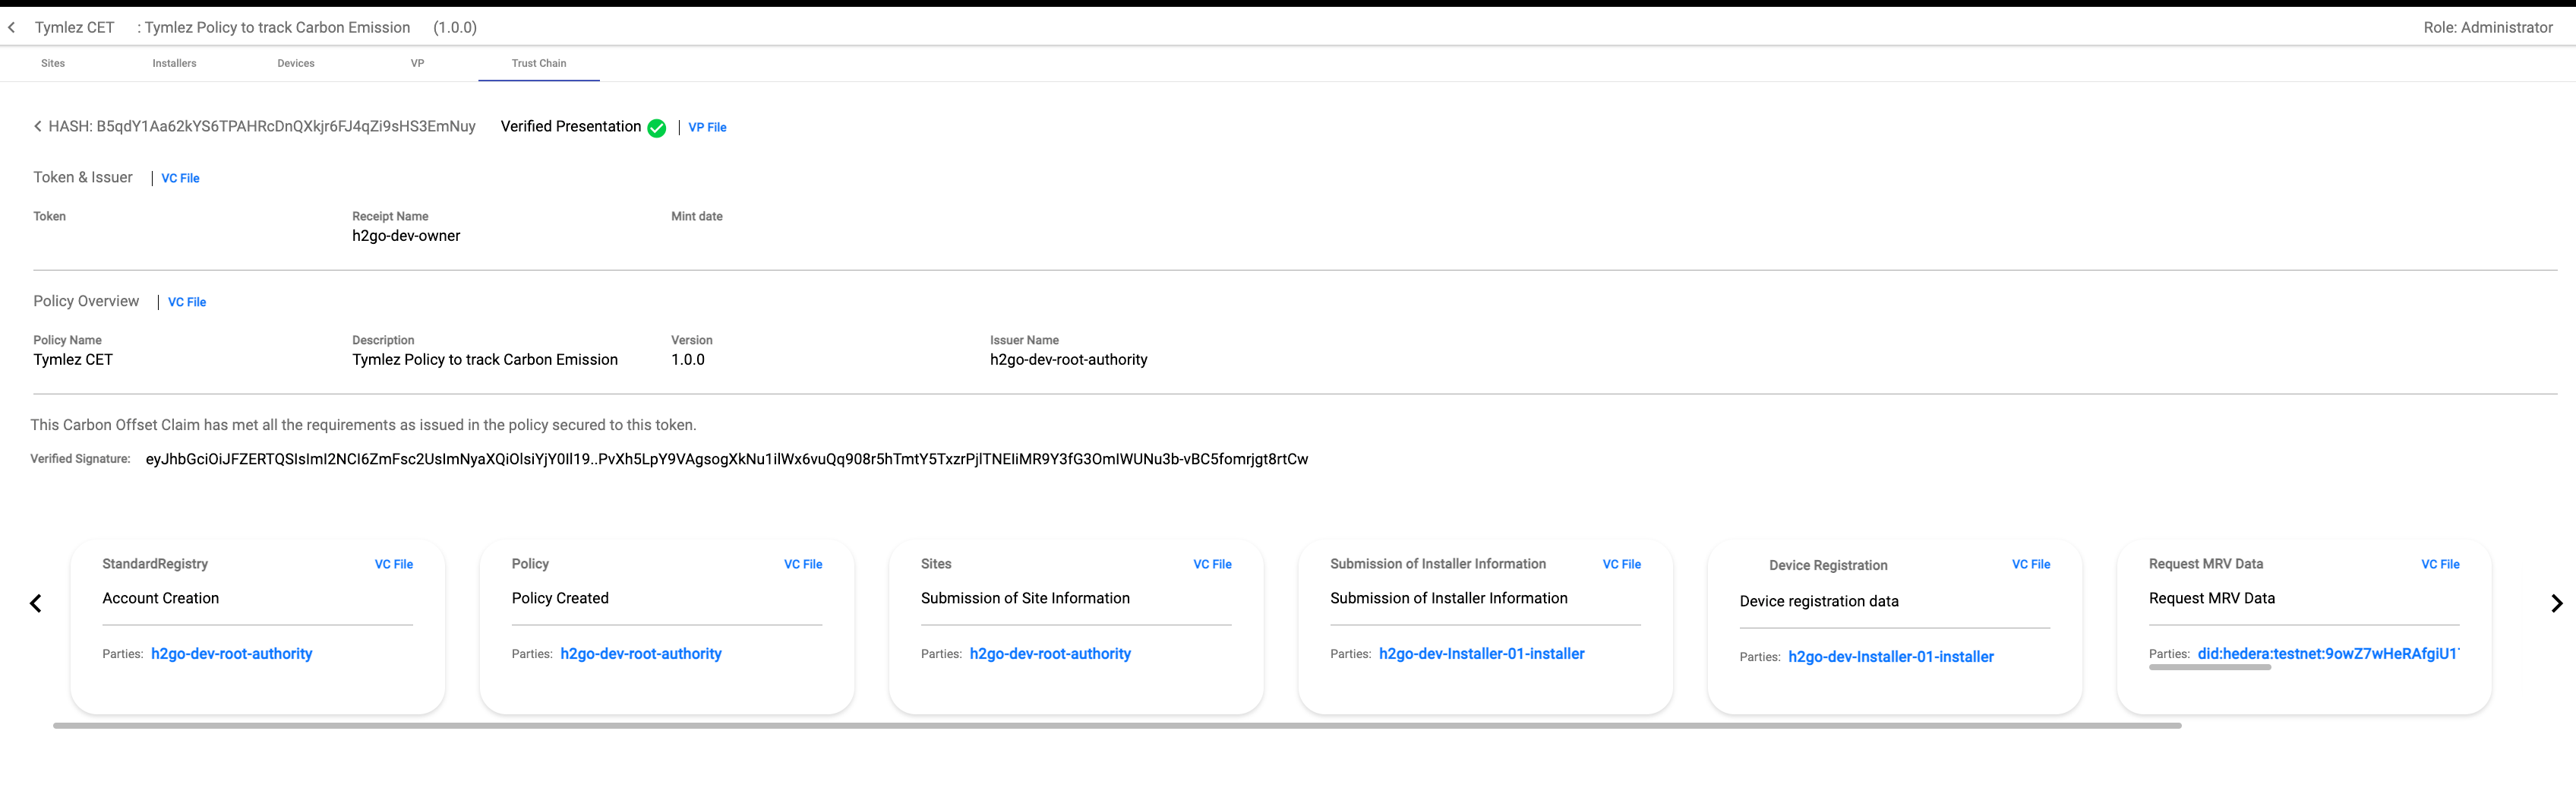 Tymlez CET : Tymlez Policy to track Carbon Emission (1.0.0) Role: Administrator
Sites Installers Devices VP Trust Chain
HASH: B5qdY1Aa62kYS6TPAHRcDnQXkjr6FJ4qZi9sHS3EmNuy Verified Presentation | VP File
Token & Issuer | VC File
Token Receipt Name Mint date
h2go-dev-owner
Policy Overview | VC File
Policy Name Description Version Issuer Name
Tymlez CET Tymlez Policy to track Carbon Emission 1.0.0 h2go-dev-root-authority
This Carbon Offset Claim has met all the requirements as issued in the policy secured to this token.
Verified Signature: eyJhbGciOiJFZERTQSIsImI2NCI6ZmFsc2UsImNyaXQiOlsiYjY0Il19..PvXh5LpY9VAgsogXkNu1ilWx6vuQq908r5hTmtY5TxzrPjlTNEIiMR9Y3fG3OmIWUNu3b-vBC5fomrjgt8rtCw
StandardRegistry VC File
Account Creation
Parties: h2go-dev-root-authority
Policy VC File
Policy Created
Parties: h2go-dev-root-authority
Sites VC File
Submission of Site Information
Parties: h2go-dev-root-authority
Submission of Installer Information VC File
Submission of Installer Information
Parties: h2go-dev-Installer-01-installer
Device Registration VC File
Device registration data
Parties: h2go-dev-Installer-01-installer
Request MRV Data VC File
Request MRV Data
Parties: did:hedera:testnet:9owZ7wHeRAfgiU1